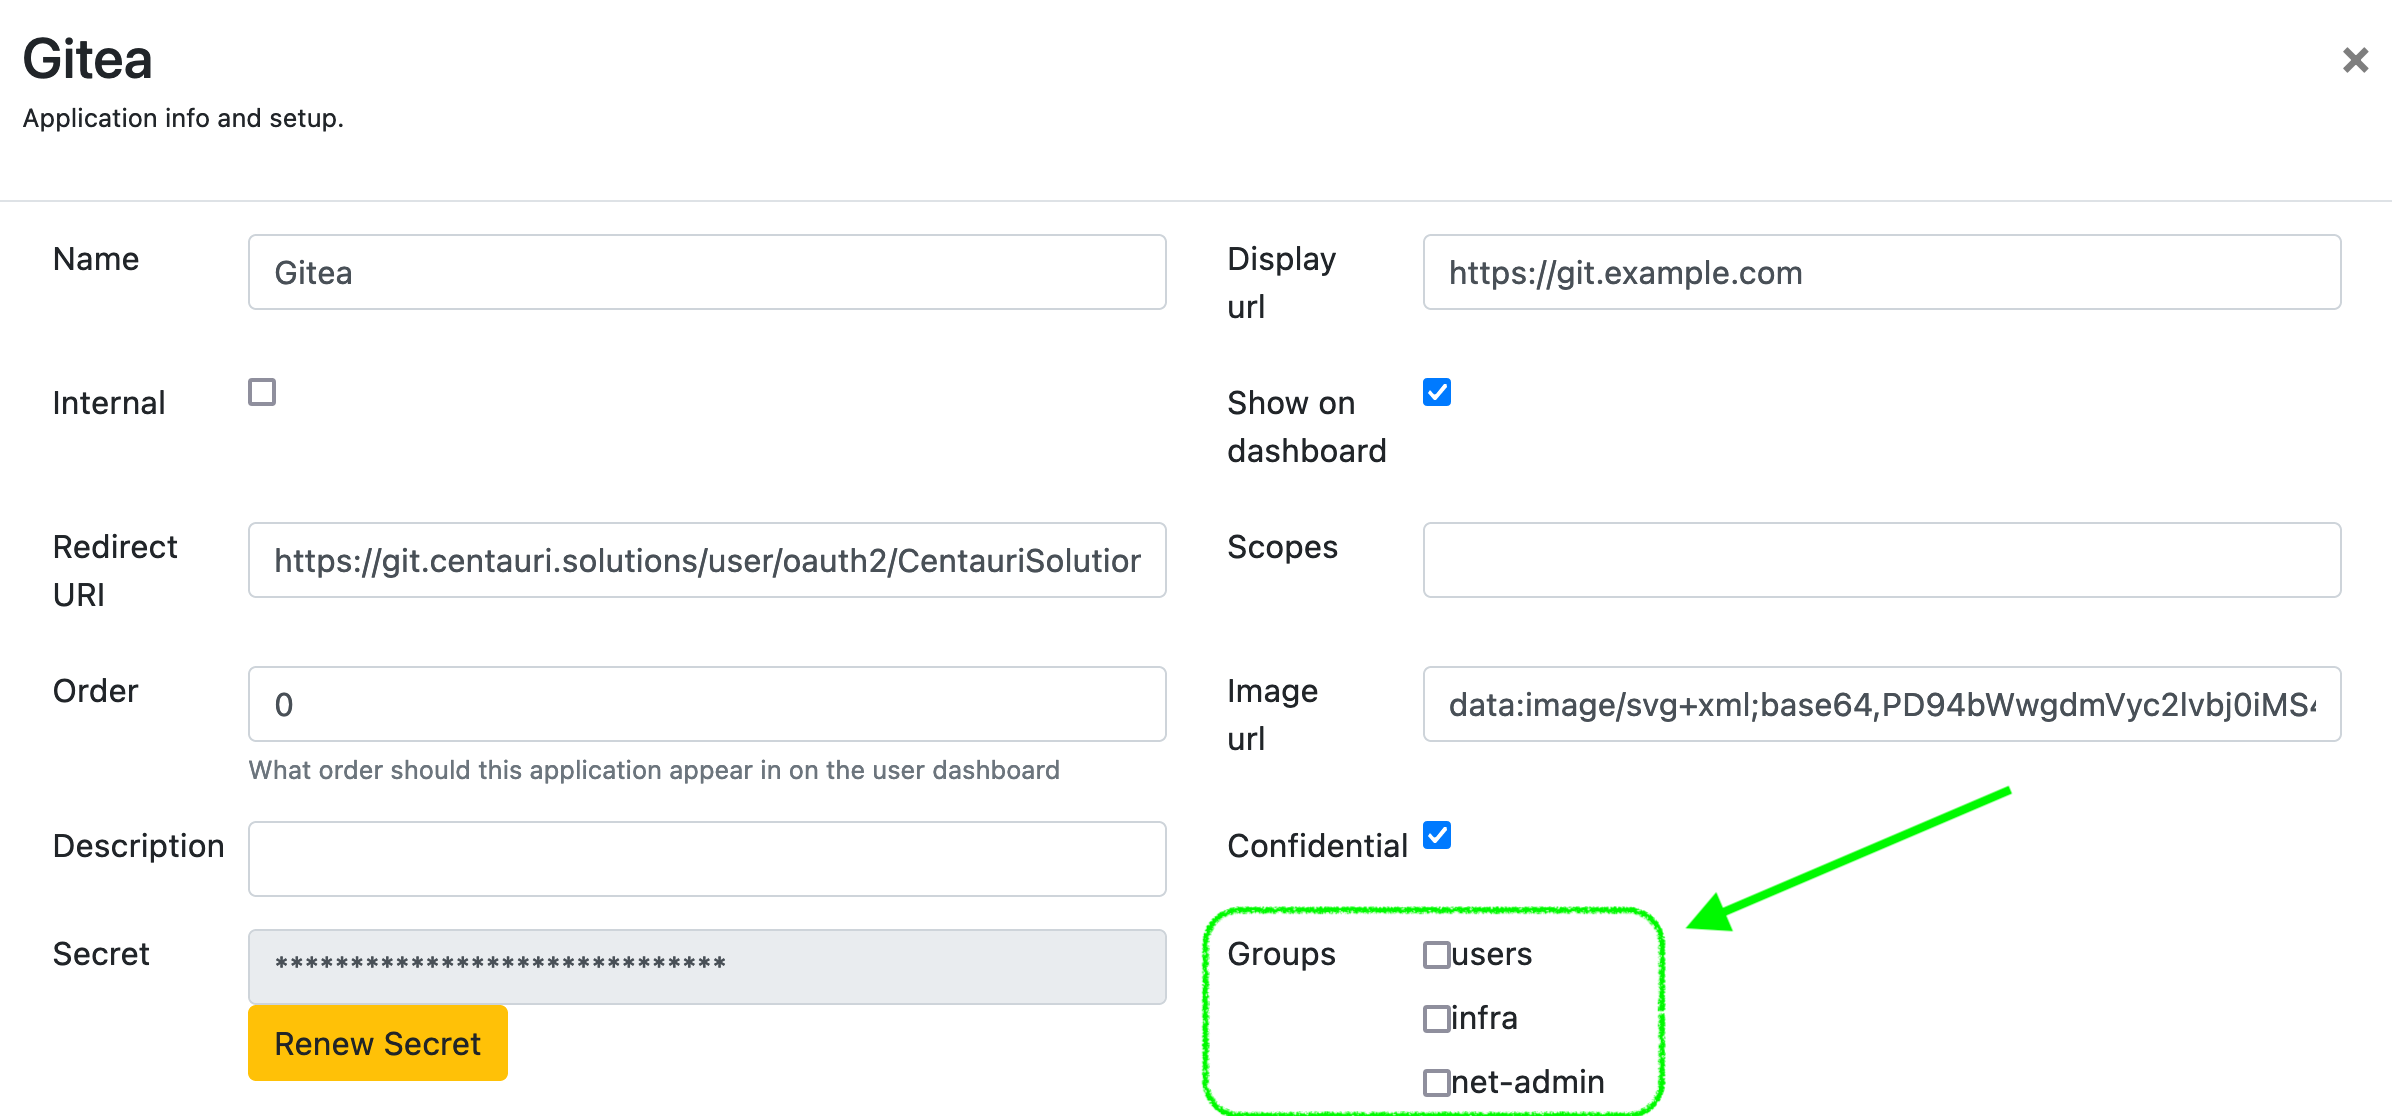 Gitea
Application info and setup.
Name
Gitea
Display
url
https://git.example.com
Internal
Show on
dashboard
Redirect
URI
https://git.centauri.solutions/user/oauth2/CentauriSolution
Scopes
Order
0
What order should this application appear in on the user dashboard
Image
url
data:image/svg+xml;base64,PD94bWwgdmVyc2lvbj0iMS4
Description
Confidential
Secret
******************************
Renew Secret
Groups
users
infra
net-admin